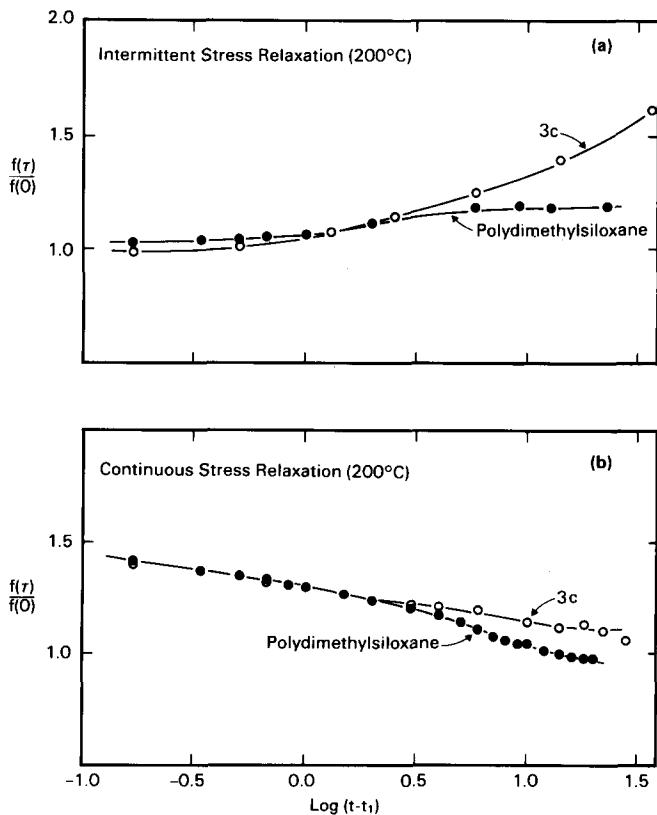 2.0
Intermittent Stress Relaxation (200°C)
(a)
3c
1.5
f(τ)
f(0)
Polydimethylsiloxane
1.0
Continuous Stress Relaxation (200°C)
(b)
1.5
f(τ)
f(0)
3c
Polydimethylsiloxane
1.0
-1.0
-0.5
0.0
0.5
1.0
1.5
Log (t-t₁)